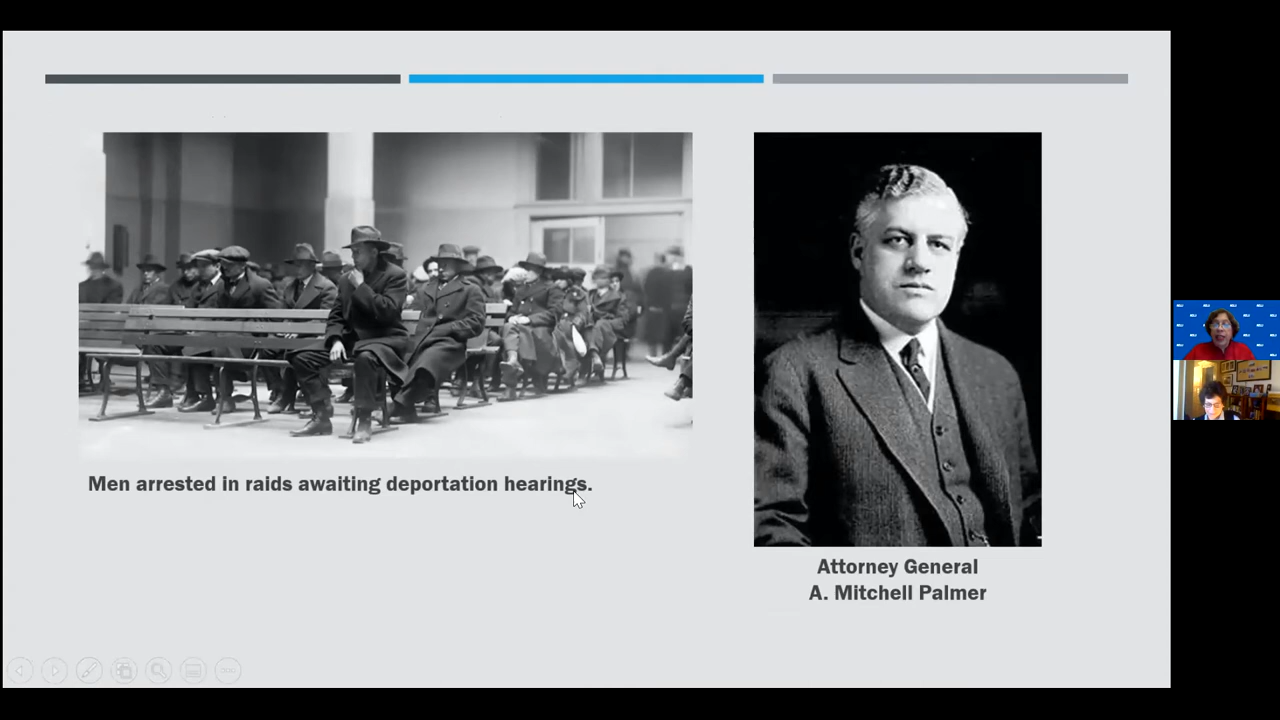 Men arrested in raids awaiting deportation hearings.
Attorney General
A. Mitchell Palmer